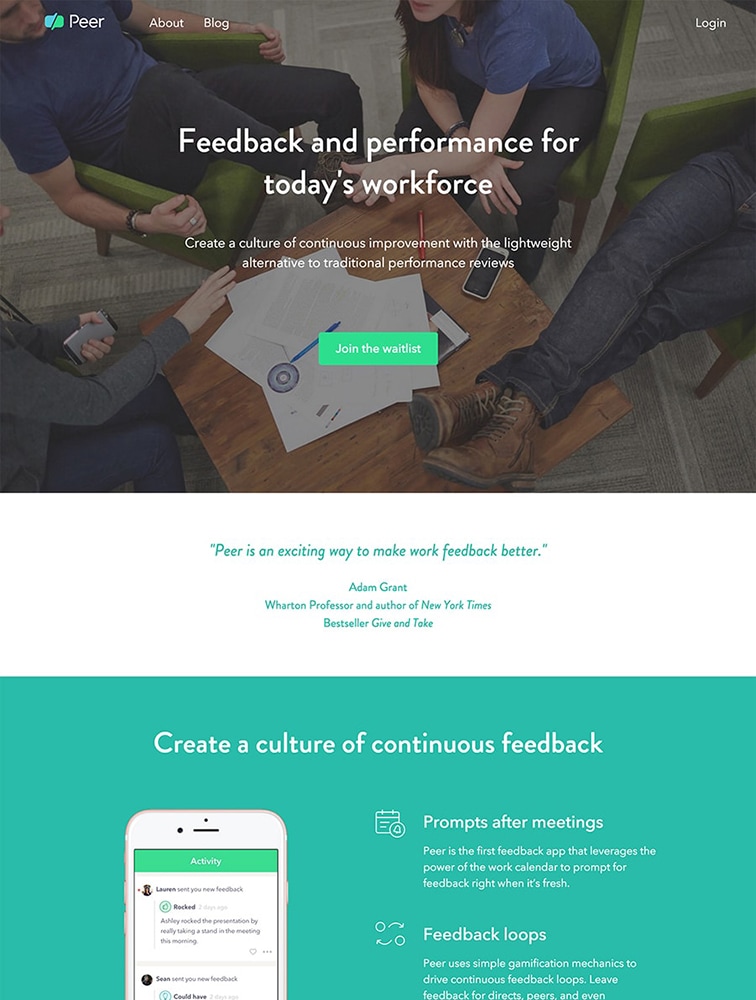 Peer
About
Blog
Login
Feedback and performance for
today's workforce
Create a culture of continuous improvement with the lightweight
alternative to traditional performance reviews
Join the waitlist
"Peer is an exciting way to make work feedback better."
Adam Grant
Wharton Professor and author of New York Times
Bestseller Give and Take
Create a culture of continuous feedback
Activity
Lauren sent you new feedback
Rocked 2 days ago
Ashley rocked the presentation by
really taking a stand in the meeting
this morning.
Sean sent you new feedback
Could have 2 days ago
Prompts after meetings
Peer is the first feedback app that leverages the
power of the work calendar to prompt for
feedback right when it's fresh.
Feedback loops
Peer uses simple gamification mechanics to
drive continuous feedback loops. Leave
feedback for directs, peers, and even